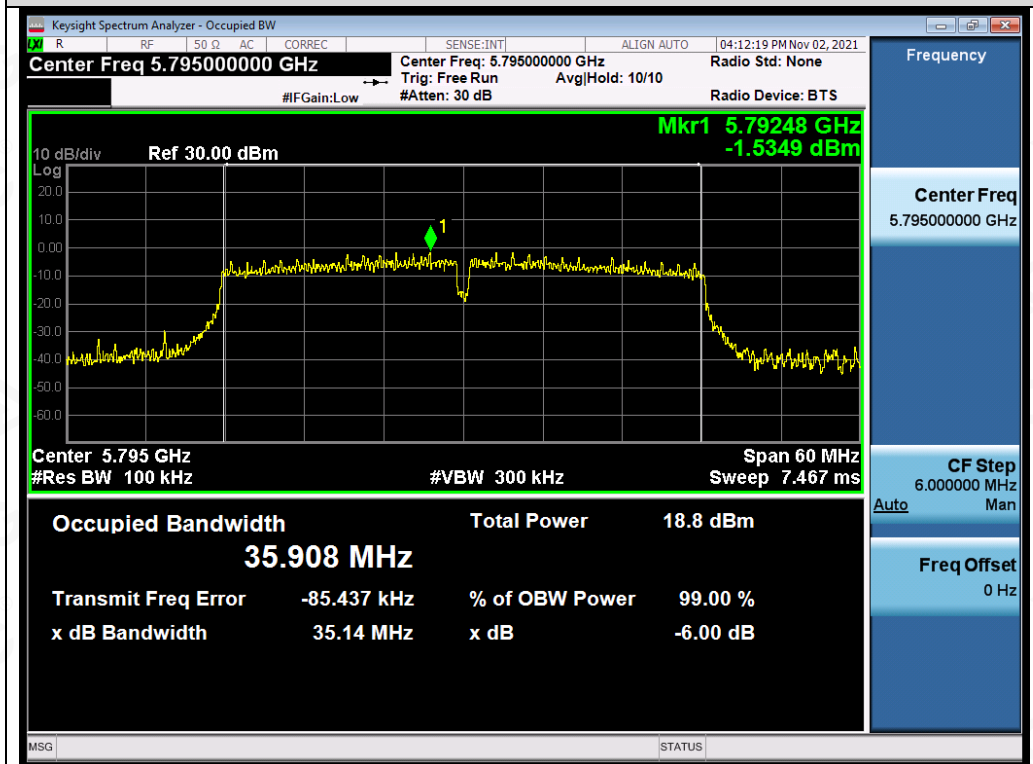 Keysight Spectrum Analyzer - Occupied BW
LXI R RF 50 Ω AC CORREC SENSE:INT ALIGN AUTO 04:12:19 PM Nov 02, 2021
Center Freq 5.795000000 GHz
Center Freq: 5.795000000 GHz Radio Std: None
Trig: Free Run Avg|Hold: 10/10
#IFGain:Low #Atten: 30 dB Radio Device: BTS
Mkr1 5.79248 GHz
-1.5349 dBm
10 dB/div Ref 30.00 dBm
Log
20.0
10.0
1
0.00
-10.0
-20.0
-30.0
-40.0
-50.0
-60.0
Center 5.795 GHz Span 60 MHz
#Res BW 100 kHz #VBW 300 kHz Sweep 7.467 ms
Occupied Bandwidth Total Power 18.8 dBm
35.908 MHz
Transmit Freq Error -85.437 kHz % of OBW Power 99.00 %
x dB Bandwidth 35.14 MHz x dB -6.00 dB
MSG STATUS
Frequency
Center Freq
5.795000000 GHz
CF Step
6.000000 MHz
Auto Man
Freq Offset
0 Hz